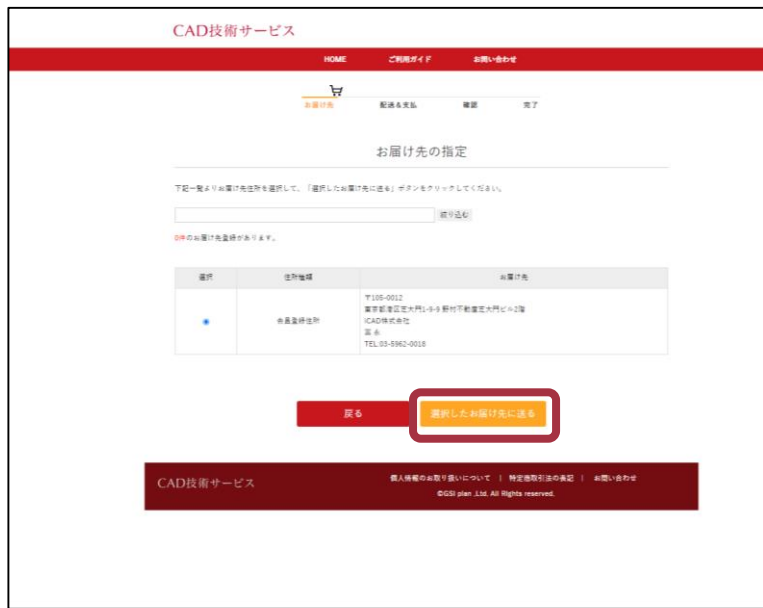 CAD技術サービス
HOME ご利用ガイド お問い合わせ
お届け先 配送&支払 確認 完了
お届け先の指定
下記一覧よりお届け先住所を選択して、「選択したお届け先に送る」ボタンをクリックしてください。
絞り込む
0件のお届け先登録があります。
選択 住所種類 お届け先
会員登録住所
〒105-0012
東京都港区芝大門1-9-9 野村不動産芝大門ビル2階
iCAD株式会社
TEL:03-5962-0018
戻る 選択したお届け先に送る
CAD技術サービス
個人情報のお取り扱いについて | 特定商取引法の表記 | お問い合わせ
©GSI plan .,Ltd. All Rights reserved.